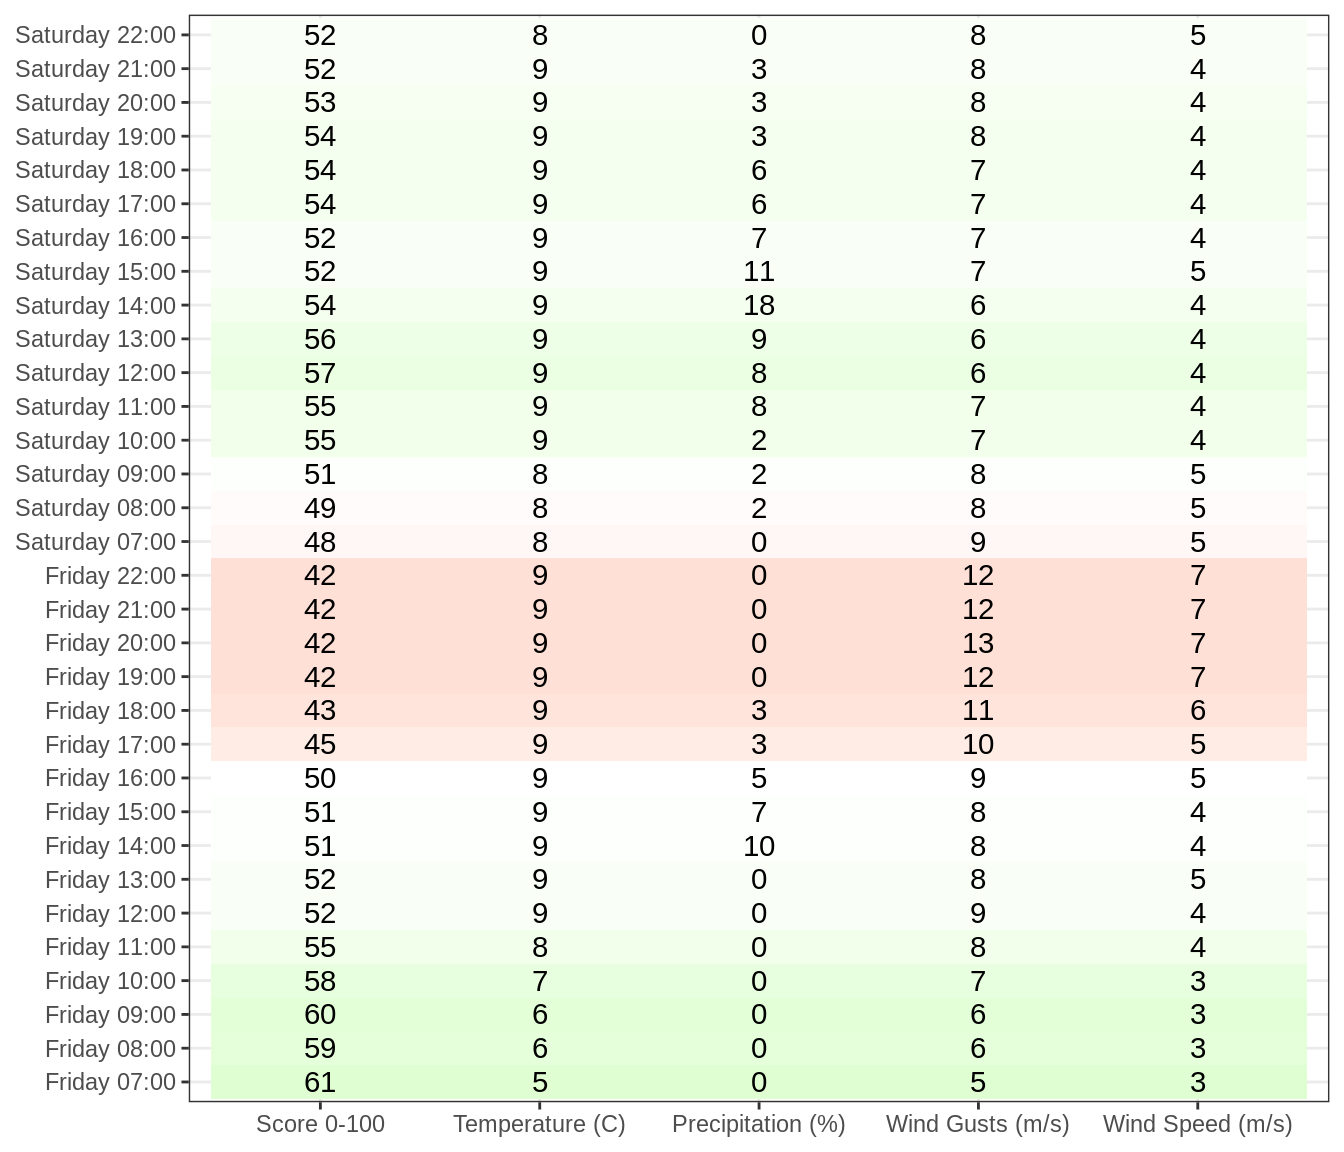 Saturday 22:00 52 8 0 8 5
Saturday 21:00 52 9 3 8 4
Saturday 20:00 53 9 3 8 4
Saturday 19:00 54 9 3 8 4
Saturday 18:00 54 9 6 7 4
Saturday 17:00 54 9 6 7 4
Saturday 16:00 52 9 7 7 4
Saturday 15:00 52 9 11 7 5
Saturday 14:00 54 9 18 6 4
Saturday 13:00 56 9 9 6 4
Saturday 12:00 57 9 8 6 4
Saturday 11:00 55 9 8 7 4
Saturday 10:00 55 9 2 7 4
Saturday 09:00 51 8 2 8 5
Saturday 08:00 49 8 2 8 5
Saturday 07:00 48 8 0 9 5
Friday 22:00 42 9 0 12 7
Friday 21:00 42 9 0 12 7
Friday 20:00 42 9 0 13 7
Friday 19:00 42 9 0 12 7
Friday 18:00 43 9 3 11 6
Friday 17:00 45 9 3 10 5
Friday 16:00 50 9 5 9 5
Friday 15:00 51 9 7 8 4
Friday 14:00 51 9 10 8 4
Friday 13:00 52 9 0 8 5
Friday 12:00 52 9 0 9 4
Friday 11:00 55 8 0 8 4
Friday 10:00 58 7 0 7 3
Friday 09:00 60 6 0 6 3
Friday 08:00 59 6 0 6 3
Friday 07:00 61 5 0 5 3
Score 0-100 Temperature (C) Precipitation (%) Wind Gusts (m/s) Wind Speed (m/s)